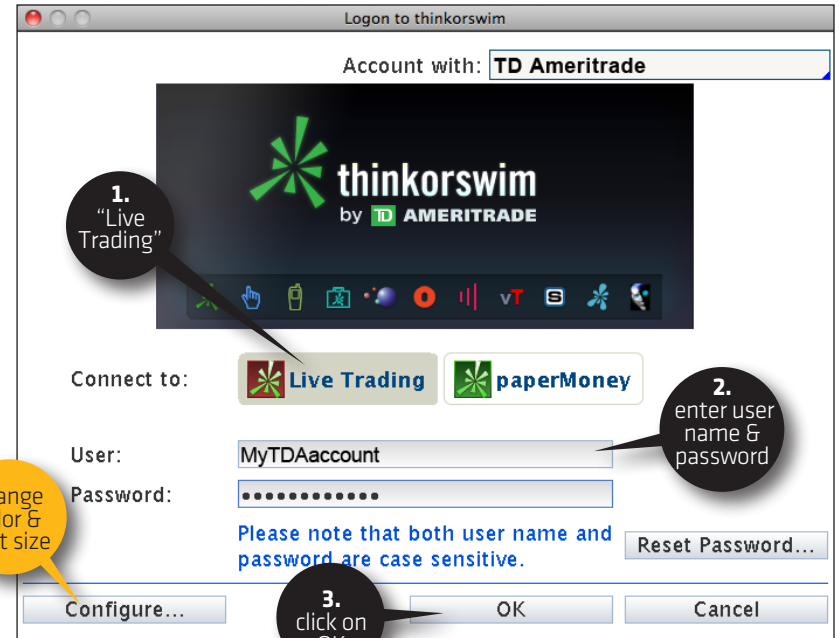 Logon to thinkorswim
Account with: TD Ameritrade
thinkorswim
by TD AMERITRADE
vT
S
1.
“Live
Trading”
Connect to:
Live Trading
paperMoney
2.
enter user
name &
password
User:
MyTDAaccount
Password:
••••••••••••
Please note that both user name and
password are case sensitive.
Reset Password...
&
size
Configure...
3.
click on
OK
OK
Cancel